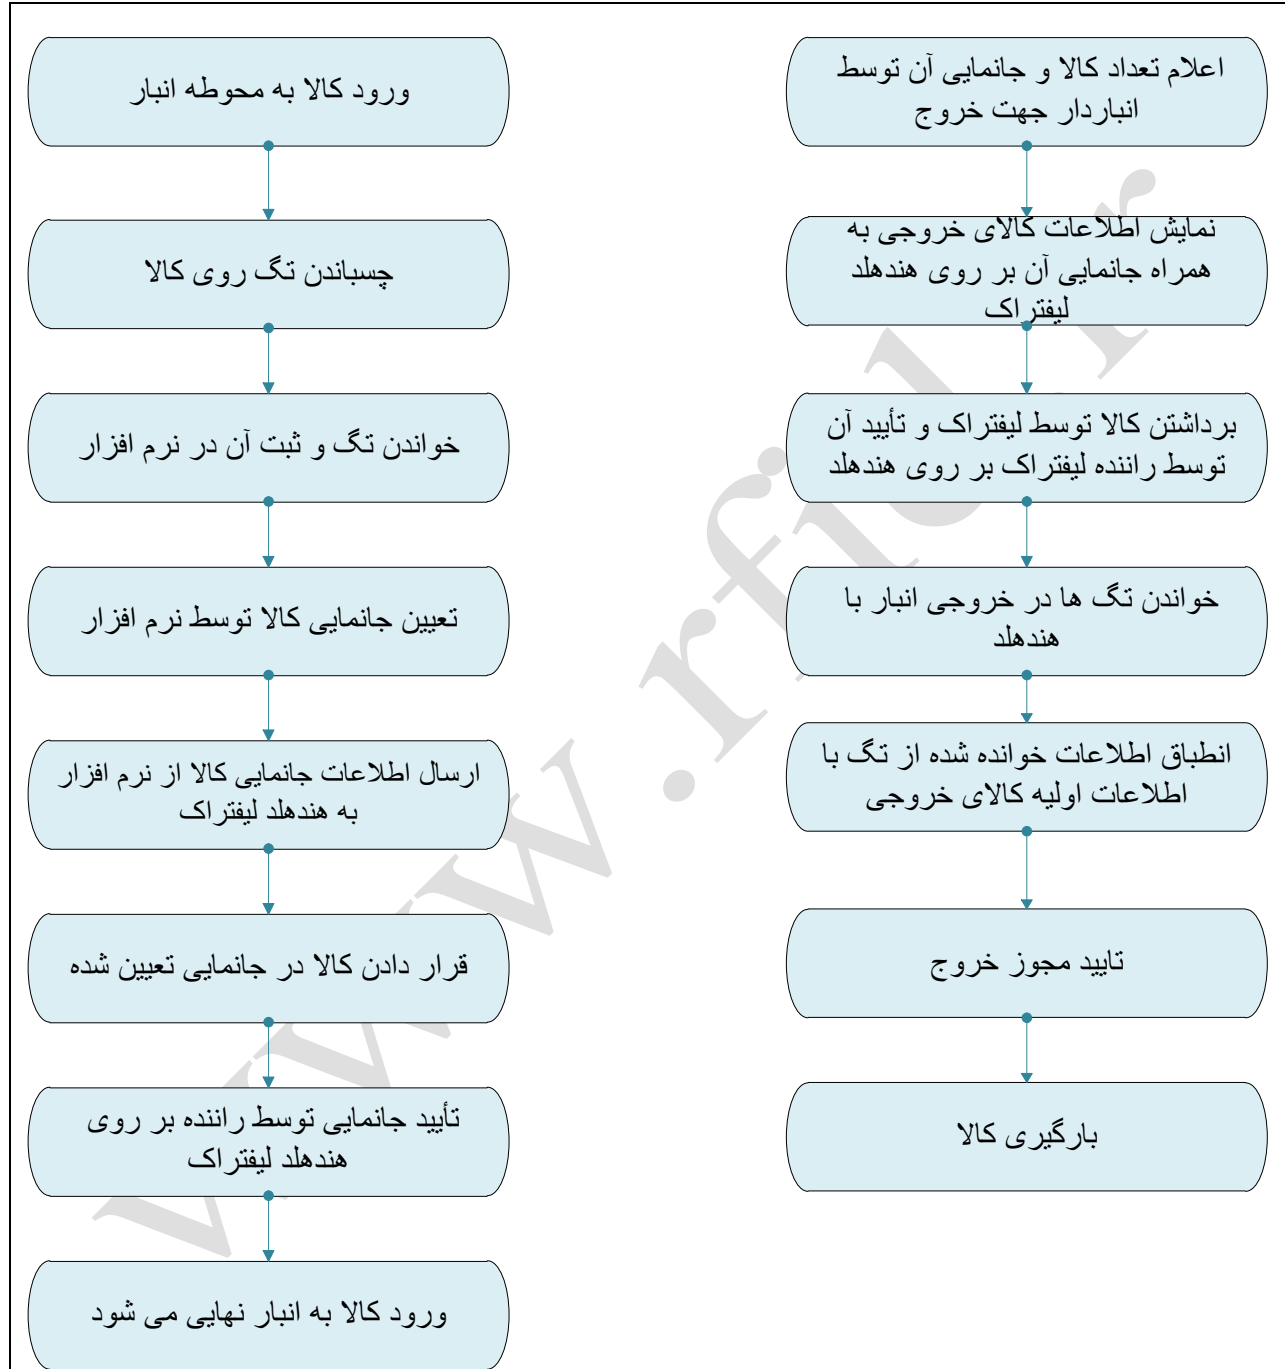 اعلام تعداد کالا و جانمایی آن توسط
انباردار جهت خروج
نمایش اطلاعات کالای خروجی به
همراه جانمایی آن بر روی هندهلد
لیفتراک
برداشتن کالا توسط لیفتراک و تأیید آن
توسط راننده لیفتراک بر روی هندهلد
خواندن تگ ها در خروجی انبار با
هندهلد
انطباق اطلاعات خوانده شده از تگ با
اطلاعات اولیه کالای خروجی
تایید مجوز خروج
بارگیری کالا
ورود کالا به محوطه انبار
چسباندن تگ روی کالا
خواندن تگ و ثبت آن در نرم افزار
تعیین جانمایی کالا توسط نرم افزار
ارسال اطلاعات جانمایی کالا از نرم افزار
به هندهلد لیفتراک
قرار دادن کالا در جانمایی تعیین شده
تأیید جانمایی توسط راننده بر روی
هندهلد لیفتراک
ورود کالا به انبار نهایی می شود